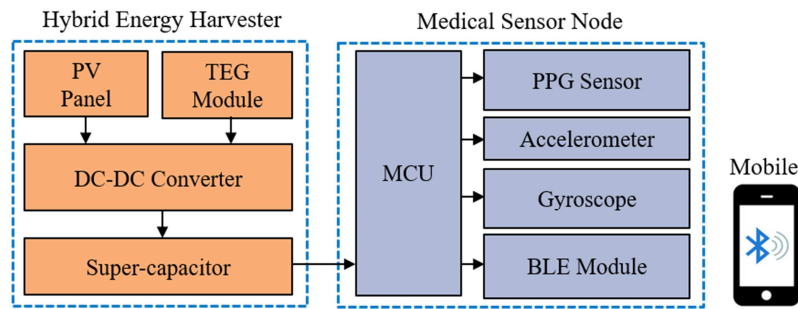 Hybrid Energy Harvester
PV
Panel
TEG
Module
DC-DC Converter
Super-capacitor
Medical Sensor Node
MCU
PPG Sensor
Accelerometer
Gyroscope
BLE Module
Mobile